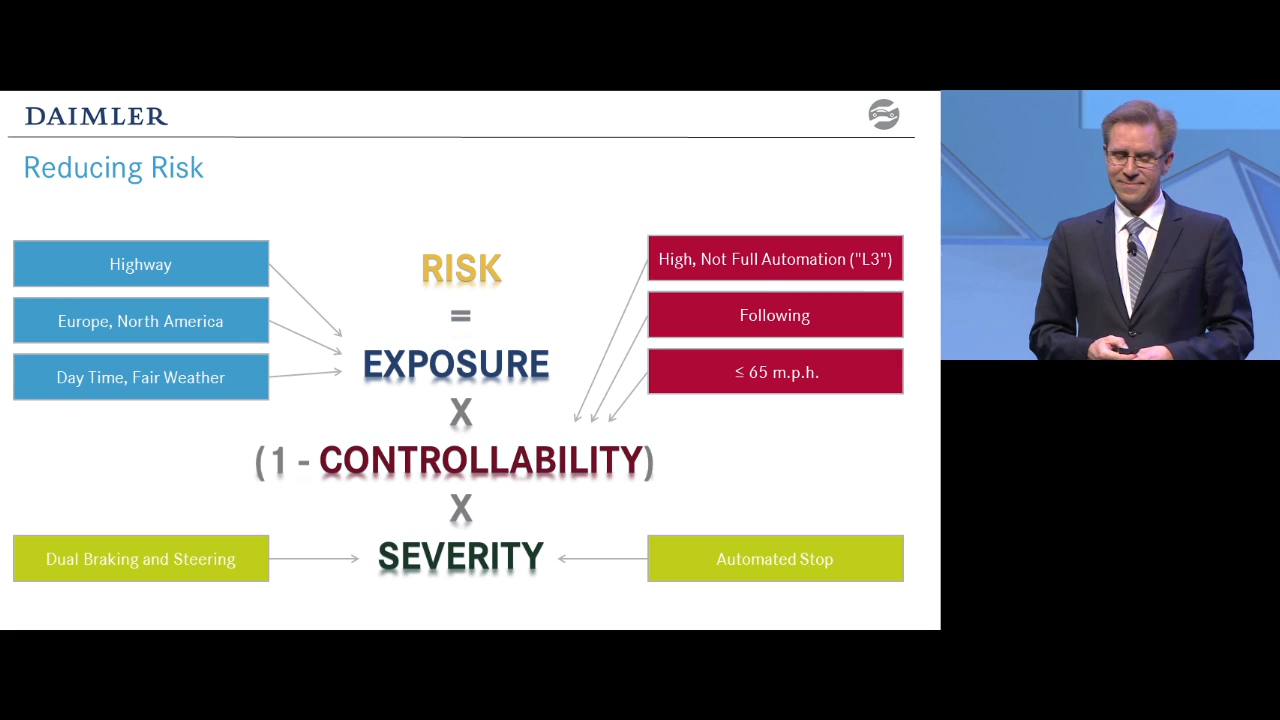 DAIMLER
Reducing Risk
Highway
Europe, North America
Day Time, Fair Weather
RISK
=
EXPOSURE
X
(1 - CONTROLLABILITY)
X
SEVERITY
High, Not Full Automation ("L3")
Following
≤ 65 m.p.h.
Dual Braking and Steering
Automated Stop